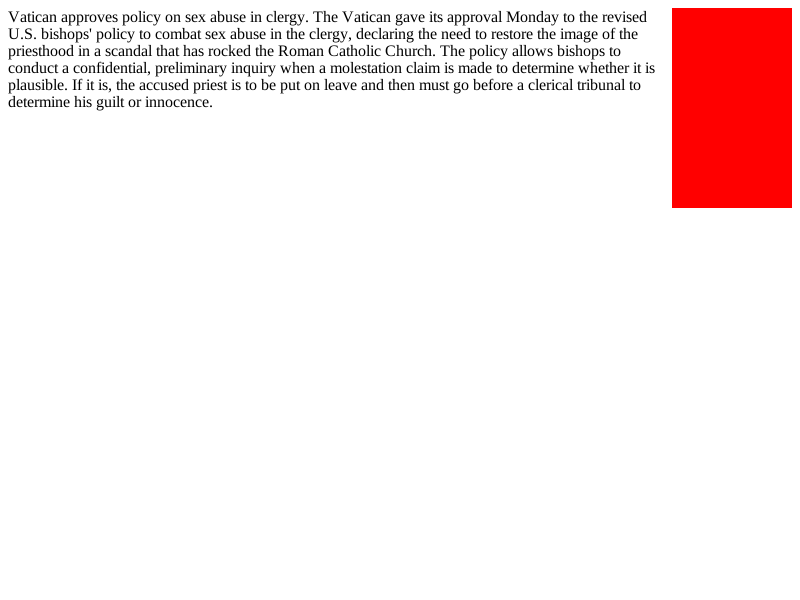 Vatican approves policy on sex abuse in clergy. The Vatican gave its approval Monday to the revised
U.S. bishops' policy to combat sex abuse in the clergy, declaring the need to restore the image of the
priesthood in a scandal that has rocked the Roman Catholic Church. The policy allows bishops to
conduct a confidential, preliminary inquiry when a molestation claim is made to determine whether it is
plausible. If it is, the accused priest is to be put on leave and then must go before a clerical tribunal to
determine his guilt or innocence.